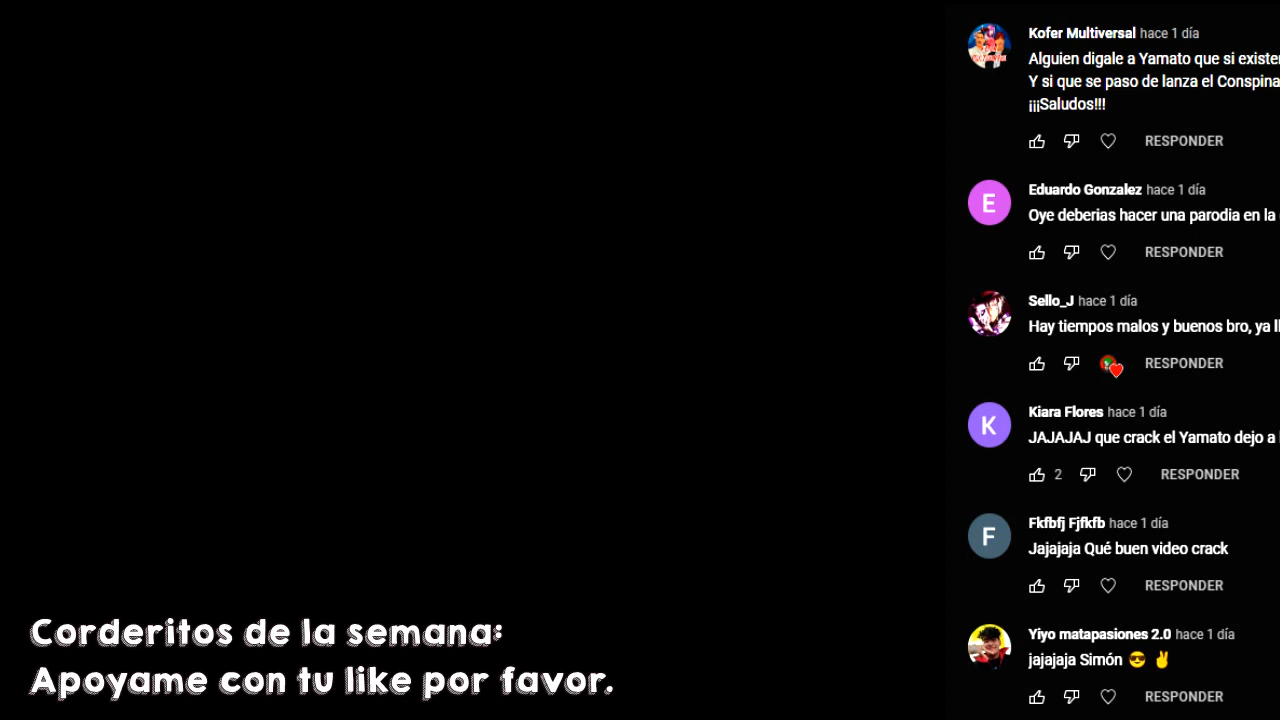 Kofer Multiversal hace 1 día
Alguien digale a Yamato que si existe
Y si que se paso de lanza el
¡¡¡Saludos!!!
RESPONDER
E
Eduardo Gonzalez hace 1 día
Oye deberias hacer una parodia en la
RESPONDER
Sello_J hace 1 día
Hay tiempos malos y buenos bro, ya
RESPONDER
K
Kiara Flores hace 1 día
JAJAJAJ que crack el Yamato dejo a
2 RESPONDER
F
Fkfbfj Fjfkfb hace 1 día
Jajajaja Qué buen video crack
RESPONDER
Yiyo matapasiones 2.0 hace 1 día
jajajaja Simón 😎 ✌
RESPONDER
Corderitos de la semana:
Apoyame con tu like por favor.